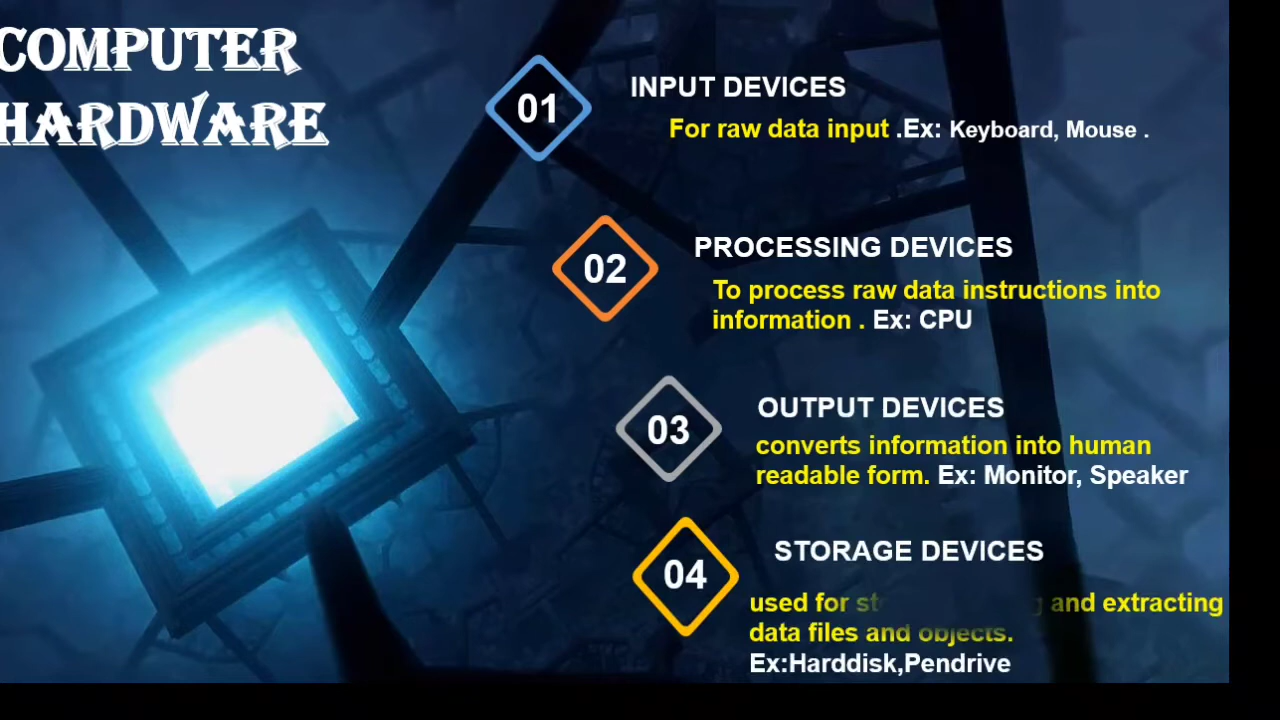 COMPUTER
HARDWARE
01
INPUT DEVICES
For raw data input .Ex: Keyboard, Mouse .
02
PROCESSING DEVICES
To process raw data instructions into
information . Ex: CPU
03
OUTPUT DEVICES
converts information into human
readable form. Ex: Monitor, Speaker
04
STORAGE DEVICES
used for and extracting
data files and objects.
Ex:Harddisk,Pendrive